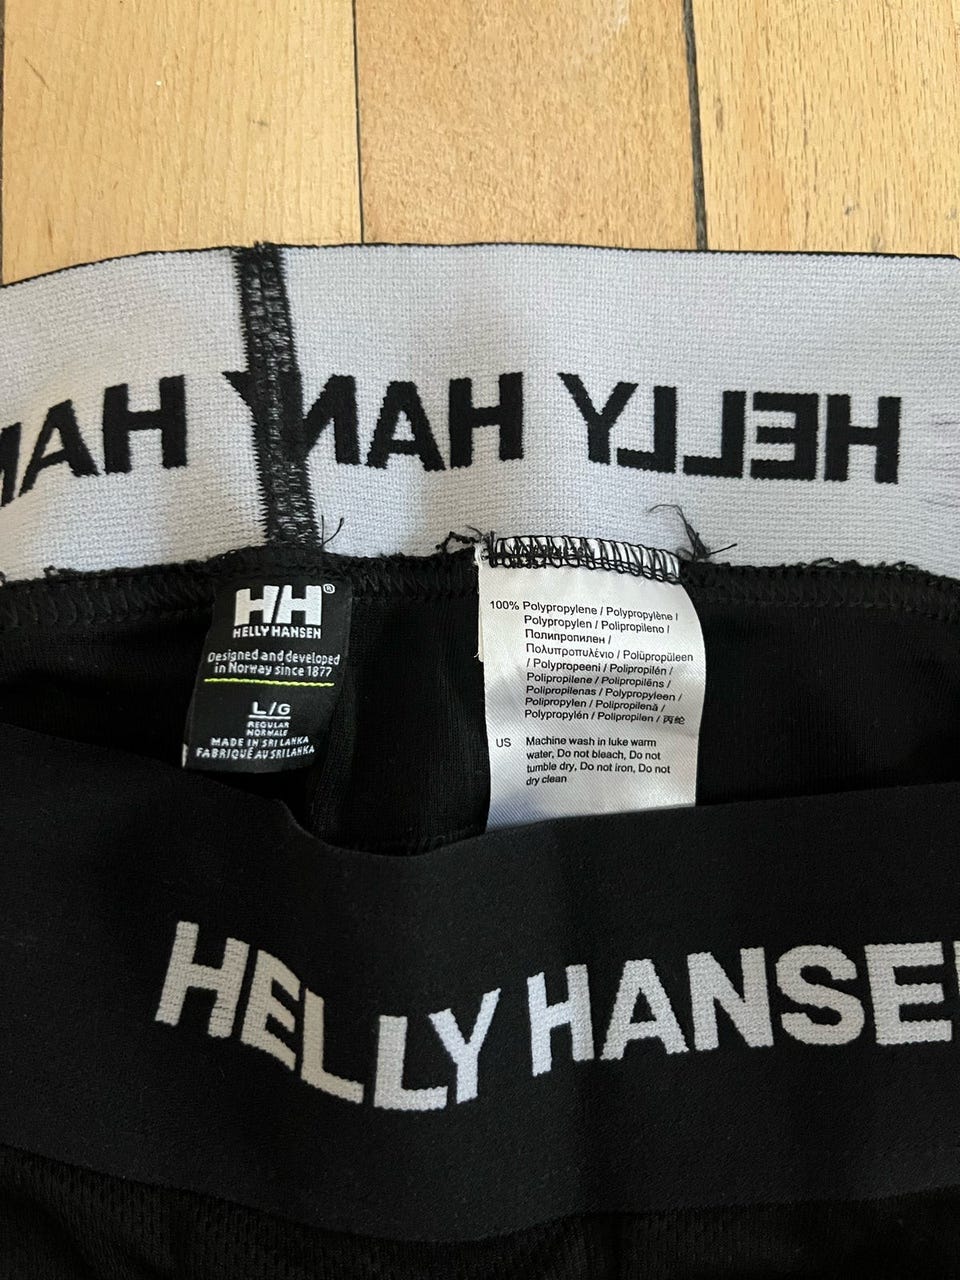 HELLY HAN
HAN
HH®
HELLY HANSEN
Designed and developed
in Norway since 1877
L/G
REGULAR
NORMALE
MADE IN SRI LANKA
FABRIQUÉ AU SRI LANKA
100% Polypropylene / Polypropylène /
Polypropylen / Polipropileno /
Полипропилен /
Πολυπροπυλένιο / Polüpropüleen
/ Polypropeeni / Polipropilén /
Polipropilene / Polipropilēns /
Polipropilenas / Polypropyleen /
Polipropylen / Polipropilenă /
Polypropylén / Polipropilen / 丙纶
US Machine wash in luke warm
water, Do not bleach, Do not
tumble dry, Do not iron, Do not
dry clean
HELLY HANSEN